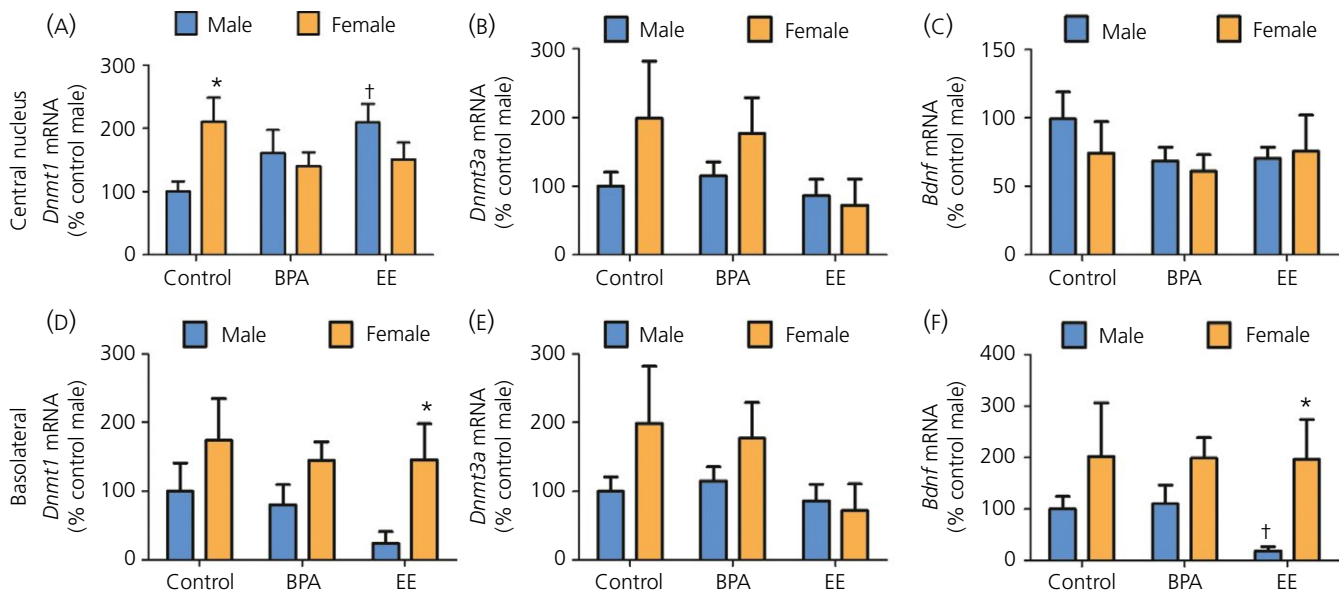 (A)
Male Female
Central nucleus
Dnmt1 mRNA
(% control male)
300
200
100
0
*
†
Control BPA EE
(B)
Male Female
Dnmt3a mRNA
(% control male)
300
200
100
0
Control BPA EE
(C)
Male Female
Bdnf mRNA
(% control male)
150
100
50
0
Control BPA EE
(D)
Male Female
Basolateral
Dnmt1 mRNA
(% control male)
300
200
100
0
*
Control BPA EE
(E)
Male Female
Dnmt3a mRNA
(% control male)
300
200
100
0
Control BPA EE
(F)
Male Female
Bdnf mRNA
(% control male)
400
300
200
100
0
†
*
Control BPA EE